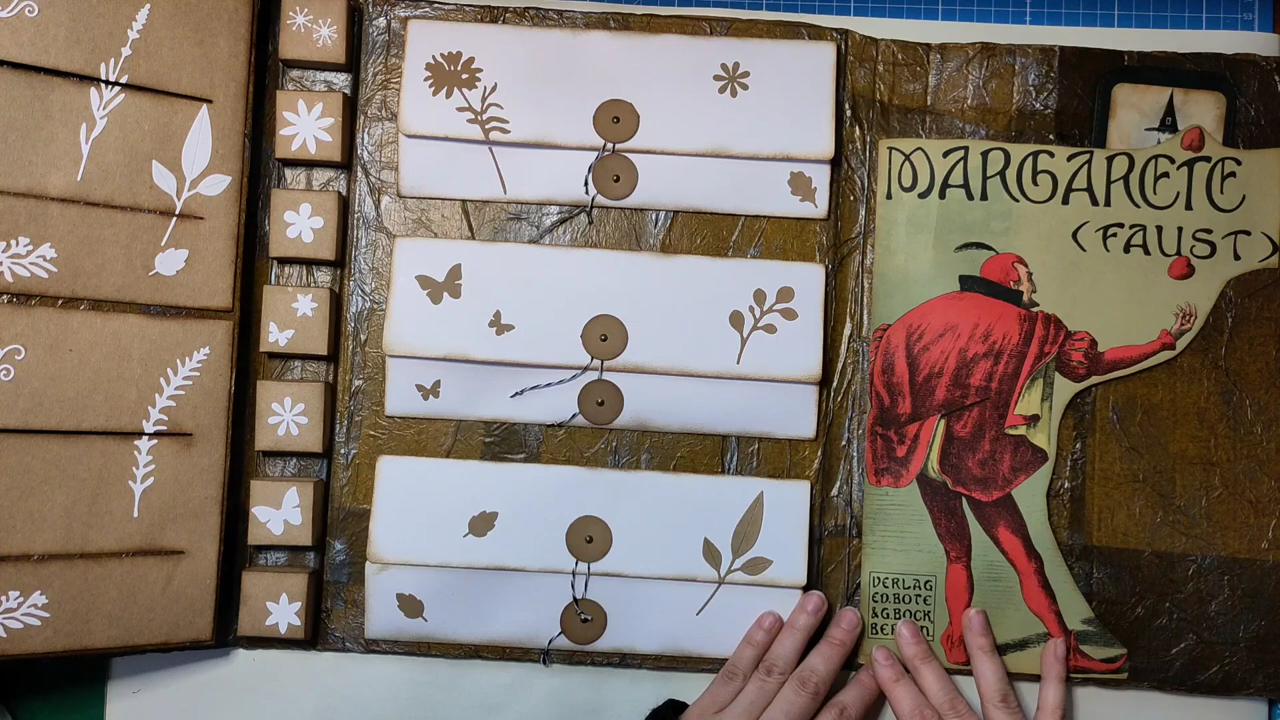 MARGARETE
(FAUST)
VERLAG
ED. BOTE
& G. BOCK,
BERLIN